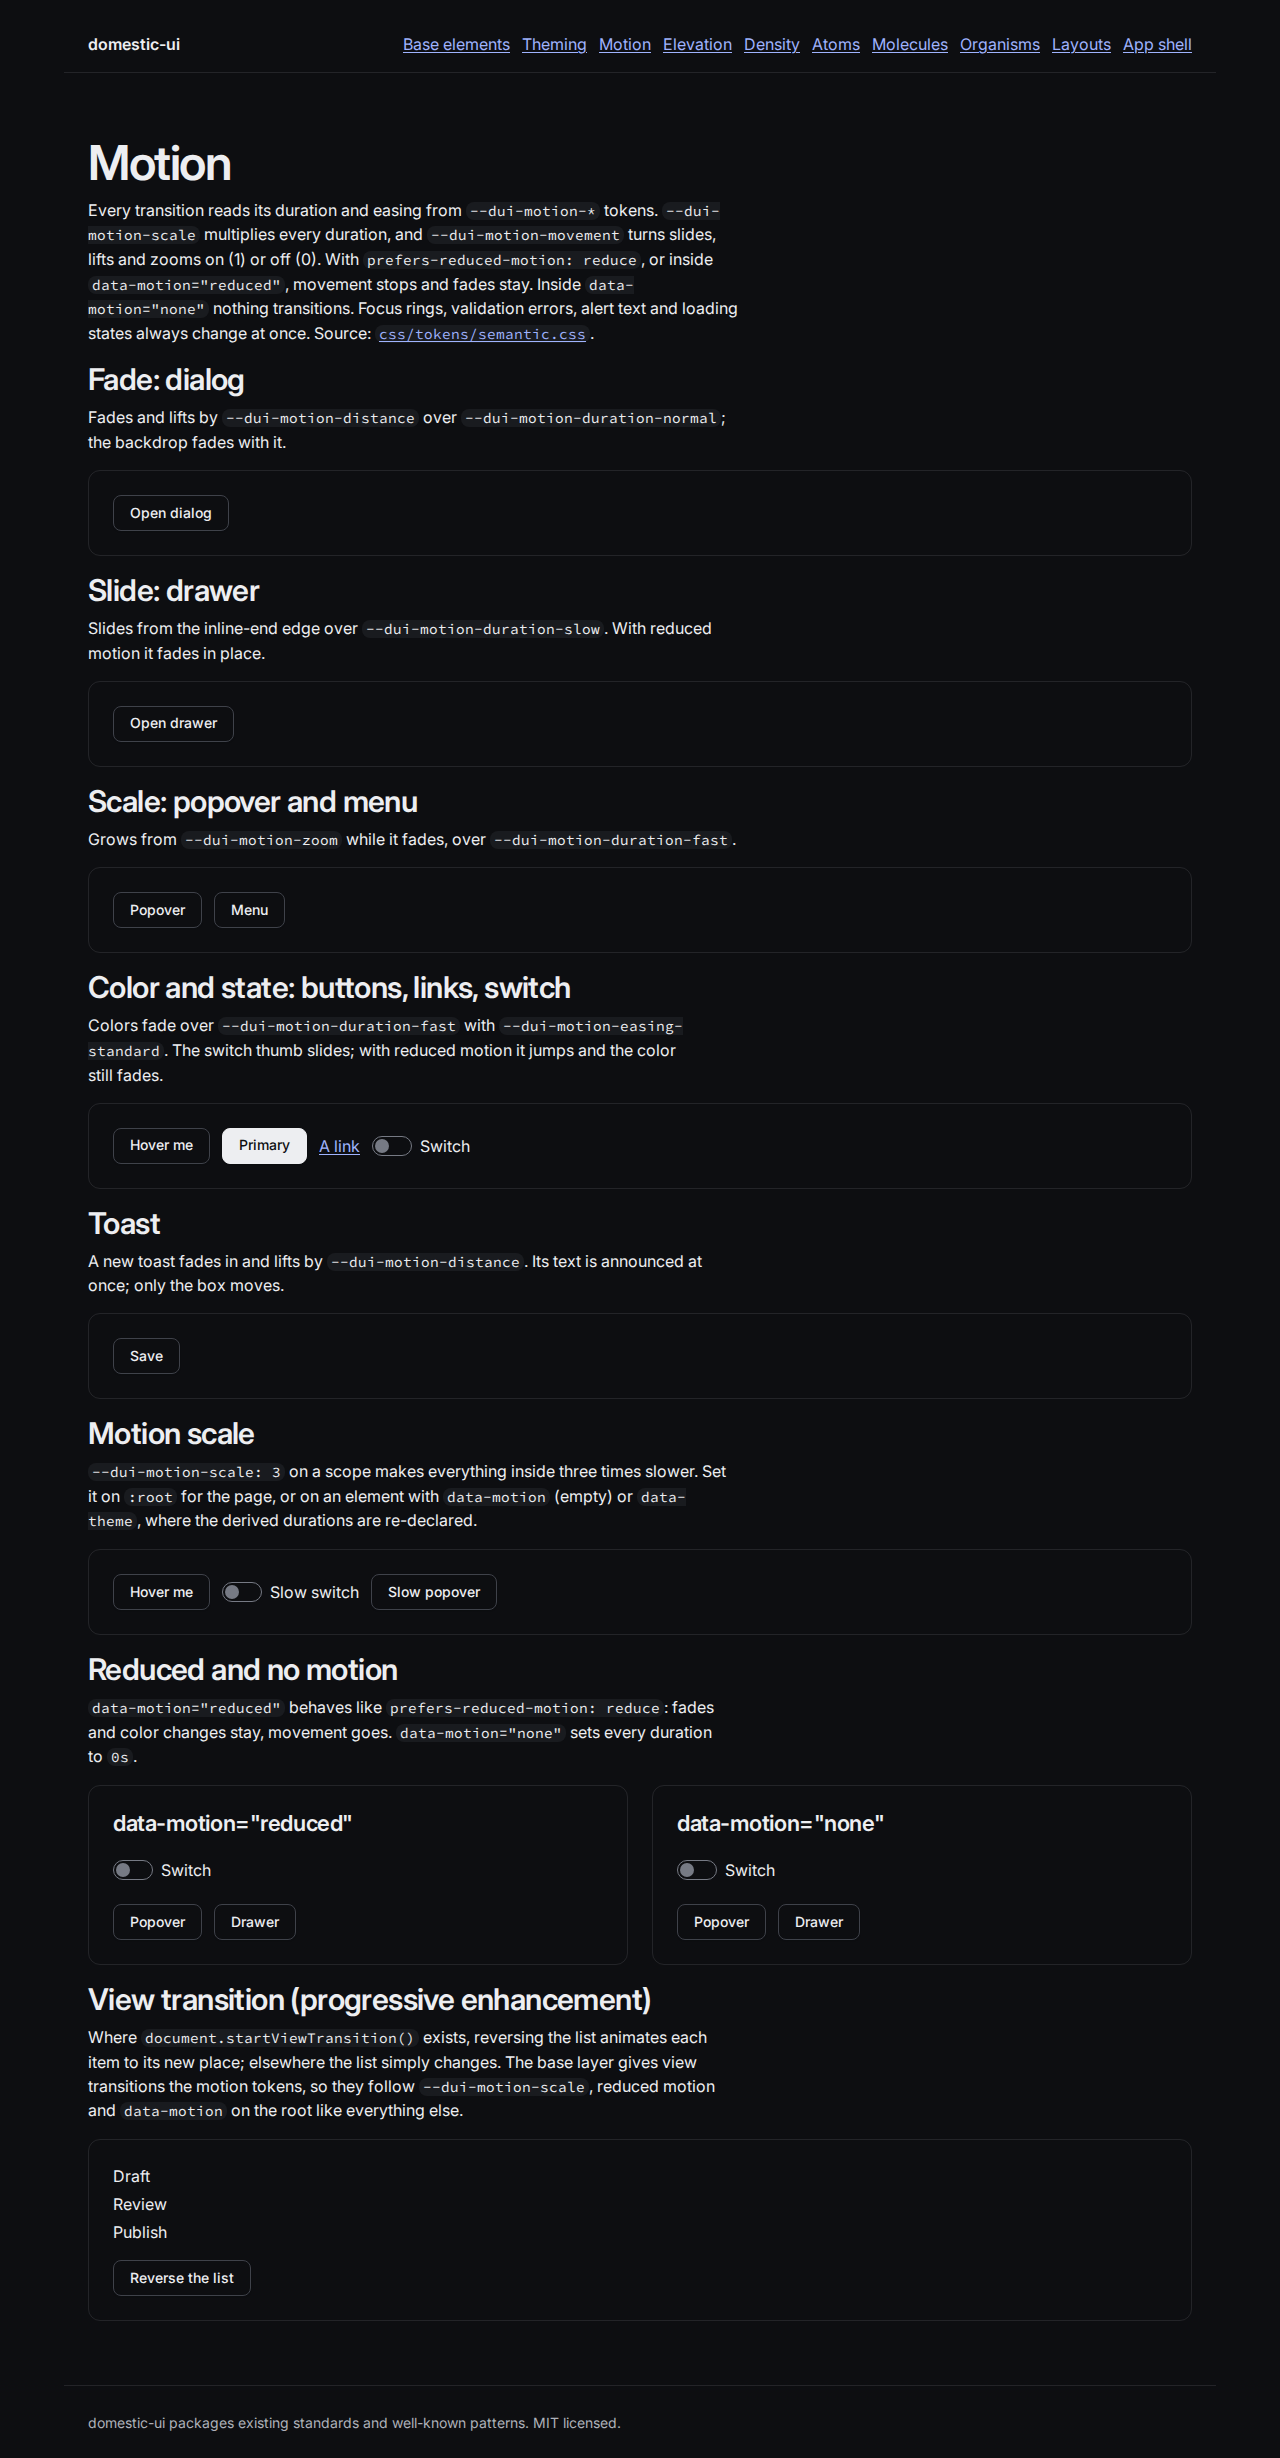 domestic-ui
Base elements Theming Motion Elevation Density Atoms Molecules Organisms Layouts App shell
Motion
Every transition reads its duration and easing from --dui-motion-* tokens. --dui-
motion-scale multiplies every duration, and --dui-motion-movement turns slides,
lifts and zooms on (1) or off (0). With prefers-reduced-motion: reduce, or inside
data-motion="reduced", movement stops and fades stay. Inside data-
motion="none" nothing transitions. Focus rings, validation errors, alert text and loading
states always change at once. Source: css/tokens/semantic.css.
Fade: dialog
Fades and lifts by --dui-motion-distance over --dui-motion-duration-normal;
the backdrop fades with it.
Open dialog
Slide: drawer
Slides from the inline-end edge over --dui-motion-duration-slow. With reduced
motion it fades in place.
Open drawer
Scale: popover and menu
Grows from --dui-motion-zoom while it fades, over --dui-motion-duration-fast.
Popover Menu
Color and state: buttons, links, switch
Colors fade over --dui-motion-duration-fast with --dui-motion-easing-
standard. The switch thumb slides; with reduced motion it jumps and the color
still fades.
Hover me Primary A link Switch
Toast
A new toast fades in and lifts by --dui-motion-distance. Its text is announced at
once; only the box moves.
Save
Motion scale
--dui-motion-scale: 3 on a scope makes everything inside three times slower. Set
it on :root for the page, or on an element with data-motion (empty) or data-
theme, where the derived durations are re-declared.
Hover me Slow switch Slow popover
Reduced and no motion
data-motion="reduced" behaves like prefers-reduced-motion: reduce: fades
and color changes stay, movement goes. data-motion="none" sets every duration
to 0s.
data-motion="reduced"
Switch
Popover Drawer
data-motion="none"
Switch
Popover Drawer
View transition (progressive enhancement)
Where document.startViewTransition() exists, reversing the list animates each
item to its new place; elsewhere the list simply changes. The base layer gives view
transitions the motion tokens, so they follow --dui-motion-scale, reduced motion
and data-motion on the root like everything else.
Draft
Review
Publish
Reverse the list
domestic-ui packages existing standards and well-known patterns. MIT licensed.